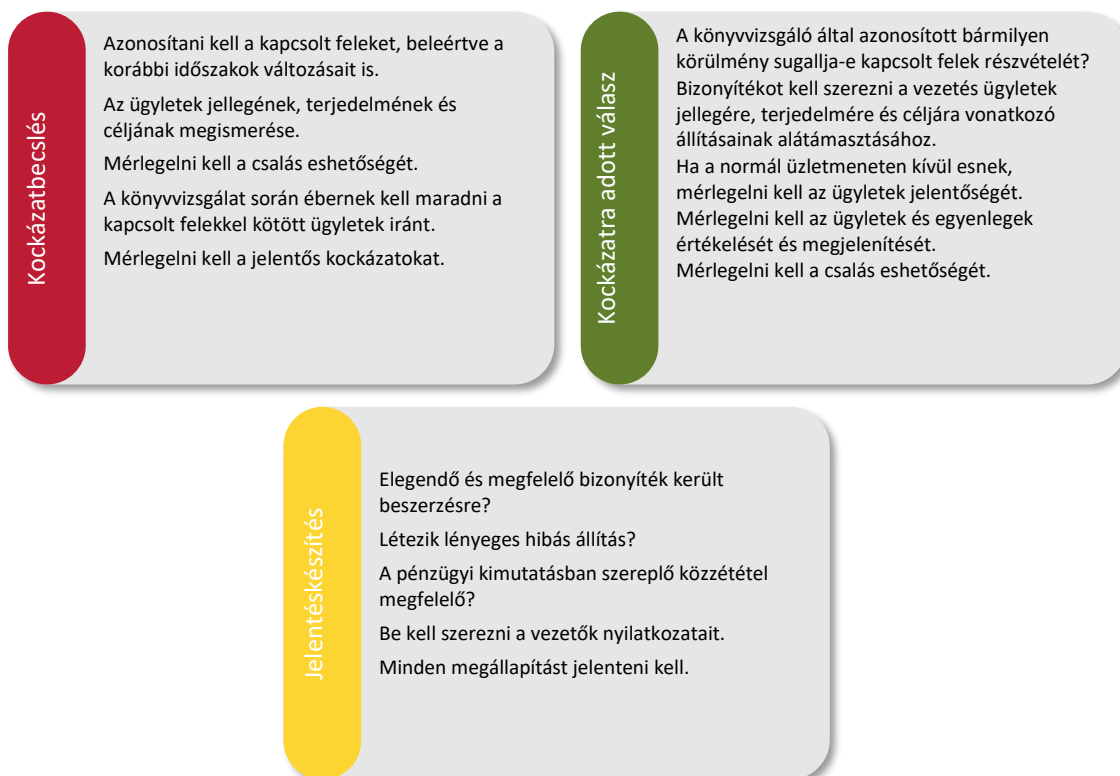 Kockázatbecslés
Azonosítani kell a kapcsolt feleket, beleértve a
korábbi időszakok változásait is.
Az ügyletek jellegének, terjedelmének és
céljának megismerése.
Mérlegelni kell a csalás eshetőségét.
A könyvvizsgálat során ébernek kell maradni a
kapcsolt felekkel kötött ügyletek iránt.
Mérlegelni kell a jelentős kockázatokat.
Kockázatra adott válasz
A könyvvizsgáló által azonosított bármilyen
körülmény sugallja-e kapcsolt felek részvételét?
Bizonyítékot kell szerezni a vezetés ügyletek
jellegére, terjedelmére és céljára vonatkozó
állításainak alátámasztásához.
Ha a normál üzletmeneten kívül esnek,
mérlegelni kell az ügyletek jelentőségét.
Mérlegelni kell az ügyletek és egyenlegek
értékelését és megjelenítését.
Mérlegelni kell a csalás eshetőségét.
Jelentéskészítés
Elegendő és megfelelő bizonyíték került
beszerzésre?
Létezik lényeges hibás állítás?
A pénzügyi kimutatásban szereplő közzététel
megfelelő?
Be kell szerezni a vezetők nyilatkozatait.
Minden megállapítást jelenteni kell.